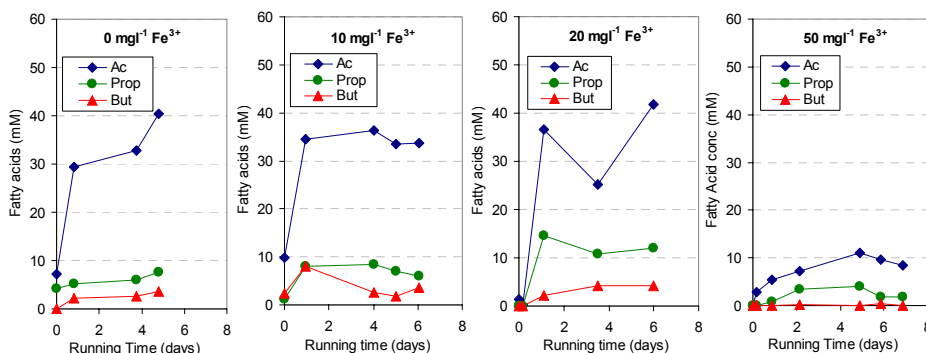 0 mgl⁻¹ Fe³⁺
Fatty acids (mM)
60
50
40
30
20
10
0
Ac
Prop
But
0 2 4 6 8
Running Time (days)
10 mgl⁻¹ Fe³⁺
Fatty acids (mM)
60
50
40
30
20
10
0
Ac
Prop
But
0 2 4 6 8
Running time (days)
20 mgl⁻¹ Fe³⁺
Fatty acids (mM)
60
50
40
30
20
10
0
Ac
Prop
But
0 2 4 6 8
Running time (days)
50 mgl⁻¹ Fe³⁺
Fatty Acid conc (mM)
60
50
40
30
20
10
0
Ac
Prop
But
0 2 4 6 8
Running time (days)